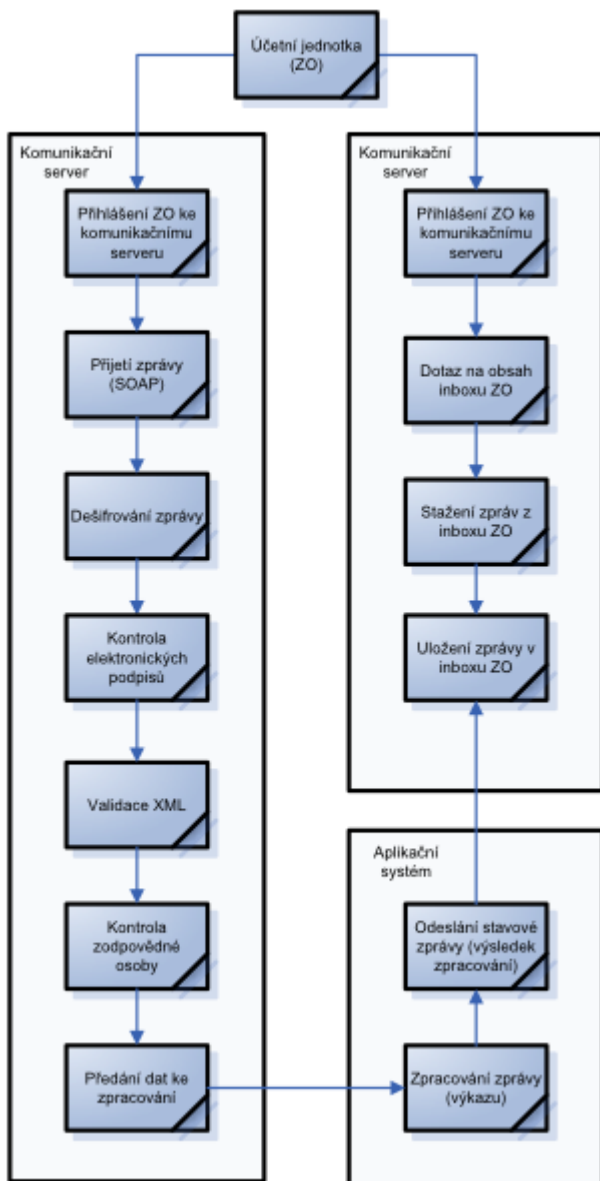 Účetní jednotka
(ZO)
Komunikační
server
Přihlášení ZO ke
komunikačnímu
serveru
Přijetí zprávy
(SOAP)
Dešifrování zprávy
Kontrola
elektronických
podpisů
Validace XML
Kontrola
zodpovědné
osoby
Předání dat ke
zpracování
Komunikační
server
Přihlášení ZO ke
komunikačnímu
serveru
Dotaz na obsah
inboxu ZO
Stažení zpráv z
inboxu ZO
Uložení zprávy v
inboxu ZO
Aplikační
systém
Odeslání stavové
zprávy (výsledek
zpracování)
Zpracování zprávy
(výkazu)